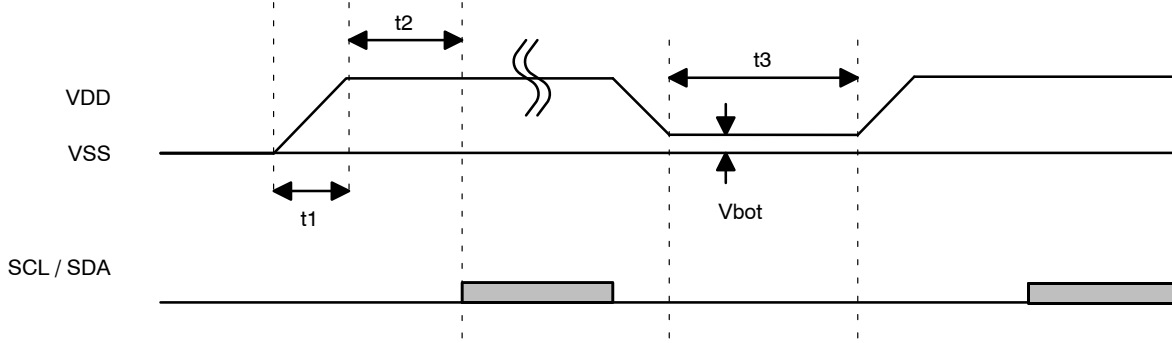 t2
t3
VDD
VSS
t1
Vbot
SCL / SDA